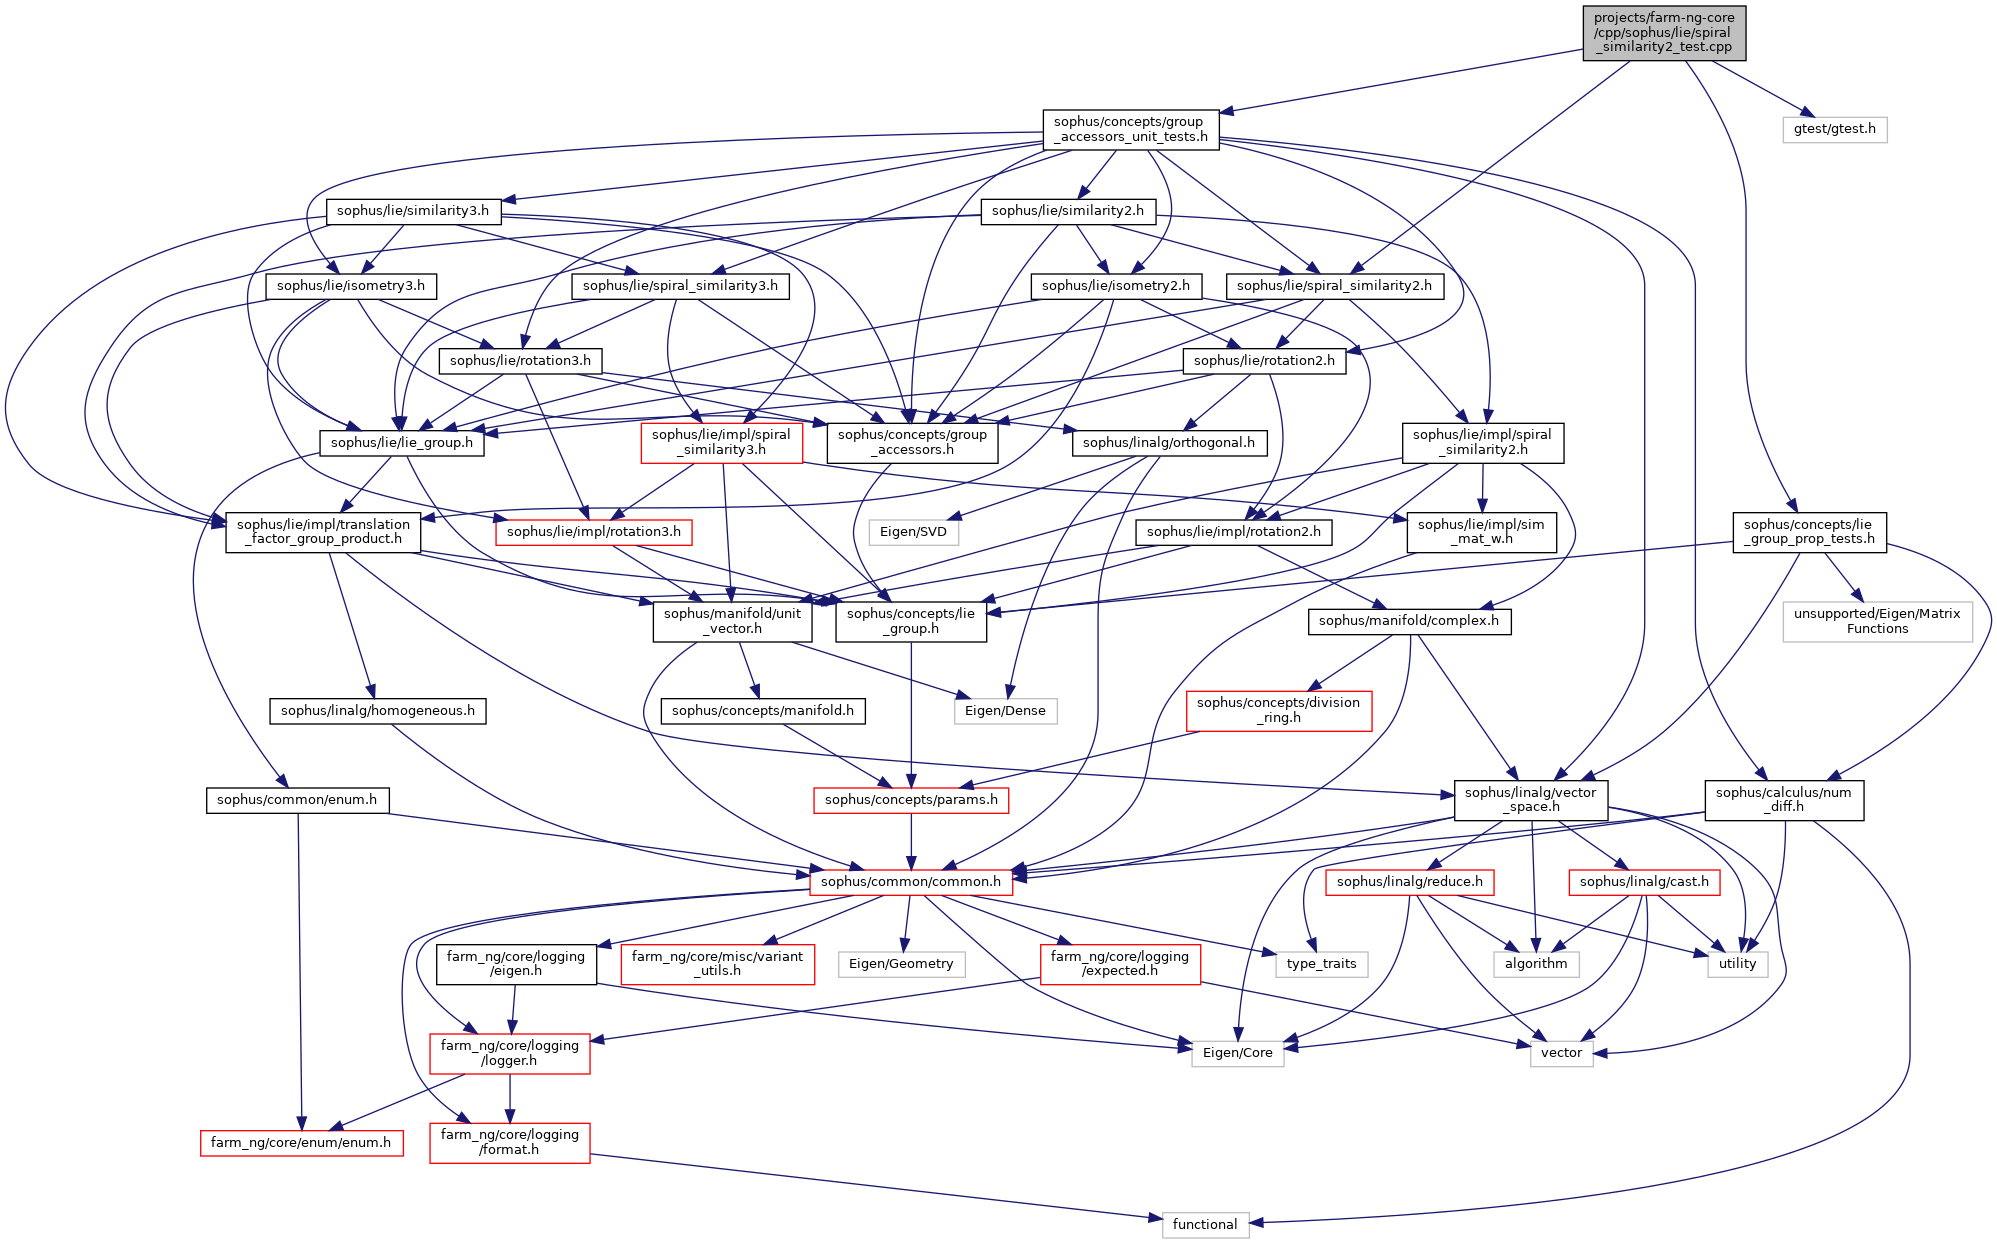 projects/farm-ng-core
/cpp/sophus/lie/spiral
_similarity2_test.cpp
sophus/concepts/group
_accessors_unit_tests.h
gtest/gtest.h
sophus/lie/similarity3.h
sophus/lie/similarity2.h
sophus/lie/isometry3.h
sophus/lie/spiral_similarity3.h
sophus/lie/isometry2.h
sophus/lie/spiral_similarity2.h
sophus/lie/rotation3.h
sophus/lie/rotation2.h
sophus/lie/lie_group.h
sophus/lie/impl/spiral
_similarity3.h
sophus/concepts/group
_accessors.h
sophus/linalg/orthogonal.h
sophus/lie/impl/spiral
_similarity2.h
sophus/lie/impl/translation
_factor_group_product.h
sophus/lie/impl/rotation3.h
Eigen/SVD
sophus/lie/impl/rotation2.h
sophus/lie/impl/sim
_mat_w.h
sophus/concepts/lie
_group_prop_tests.h
sophus/manifold/unit
_vector.h
sophus/concepts/lie
_group.h
sophus/manifold/complex.h
unsupported/Eigen/Matrix
Functions
sophus/linalg/homogeneous.h
sophus/concepts/manifold.h
Eigen/Dense
sophus/concepts/division
_ring.h
sophus/common/enum.h
sophus/concepts/params.h
sophus/linalg/vector
_space.h
sophus/calculus/num
_diff.h
sophus/common/common.h
sophus/linalg/reduce.h
sophus/linalg/cast.h
farm_ng/core/logging
/eigen.h
farm_ng/core/misc/variant
_utils.h
Eigen/Geometry
farm_ng/core/logging
/expected.h
type_traits
algorithm
utility
farm_ng/core/logging
/logger.h
Eigen/Core
vector
farm_ng/core/enum/enum.h
farm_ng/core/logging
/format.h
functional